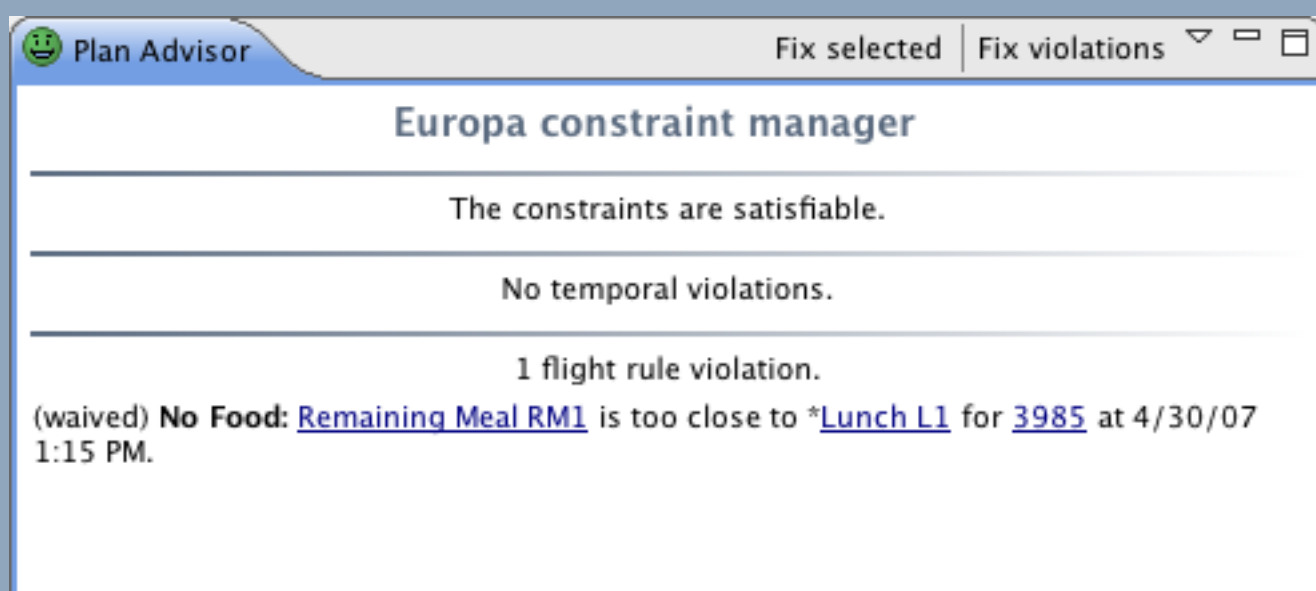 Plan Advisor
Fix selected
Fix violations
Europa constraint manager
The constraints are satisfiable.
No temporal violations.
1 flight rule violation.
(waived) No Food: Remaining Meal RM1 is too close to *Lunch L1 for 3985 at 4/30/07
1:15 PM.